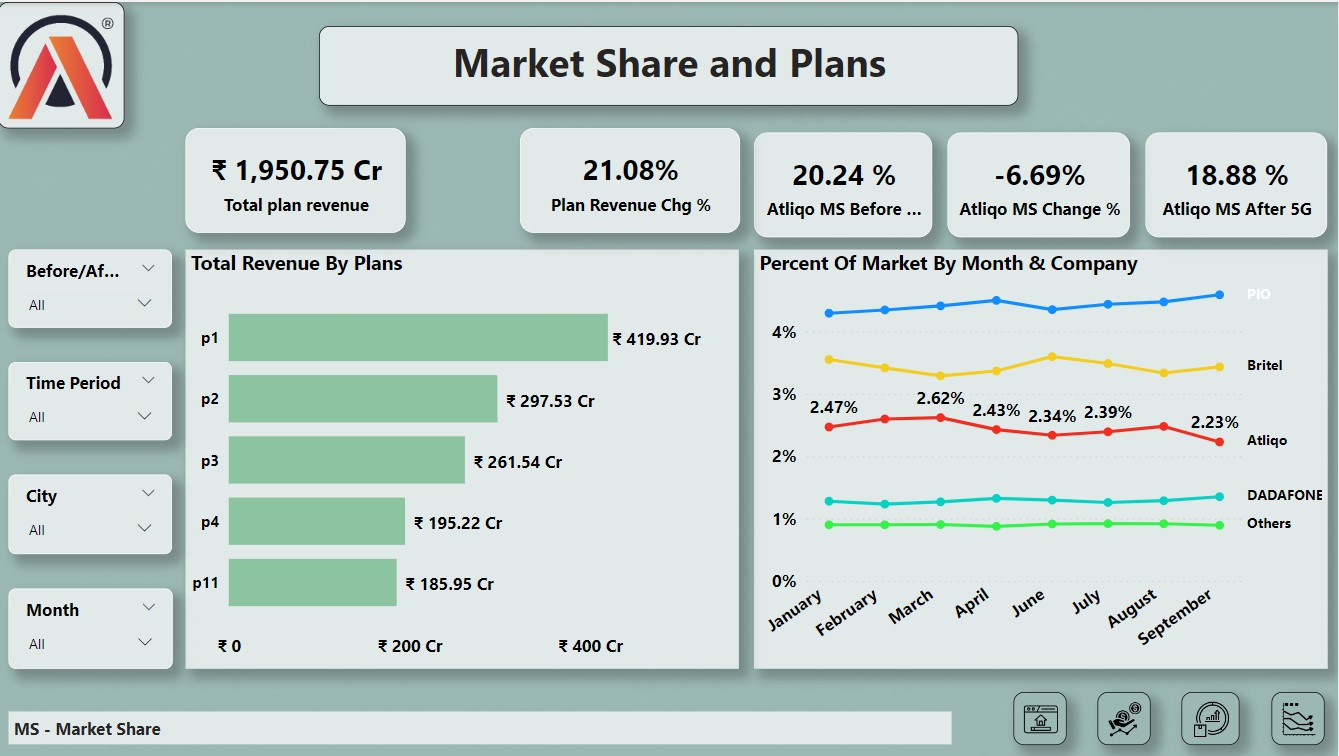 ®
Market Share and Plans
₹ 1,950.75 Cr
Total plan revenue
21.08%
Plan Revenue Chg %
20.24 %
Atliqo MS Before ...
-6.69%
Atliqo MS Change %
18.88 %
Atliqo MS After 5G
Before/Af...
All
Time Period
All
City
All
Month
All
Total Revenue By Plans
p1
₹ 419.93 Cr
p2
₹ 297.53 Cr
p3
₹ 261.54 Cr
p4
₹ 195.22 Cr
p11
₹ 185.95 Cr
₹ 0
₹ 200 Cr
₹ 400 Cr
Percent Of Market By Month & Company
PIO
4%
Britel
3%
2.47%
2.62%
2.43%
2.34%
2.39%
2.23%
Atliqo
2%
DADAFONE
1%
Others
0%
January
February
March
April
June
July
August
September
MS - Market Share